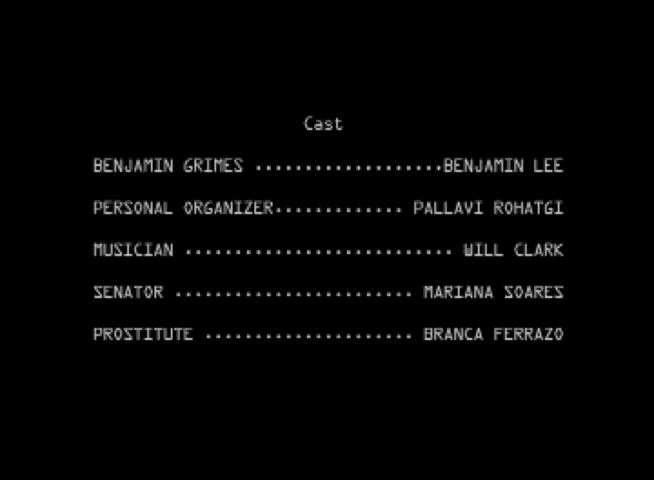 Cast
BENJAMIN GRIMES ...................BENJAMIN LEE
PERSONAL ORGANIZER............. PALLAVI ROHATGI
MUSICIAN ........................... WILL CLARK
SENATOR ........................ MARIANA SOARES
PROSTITUTE ..................... BRANCA FERRAZO